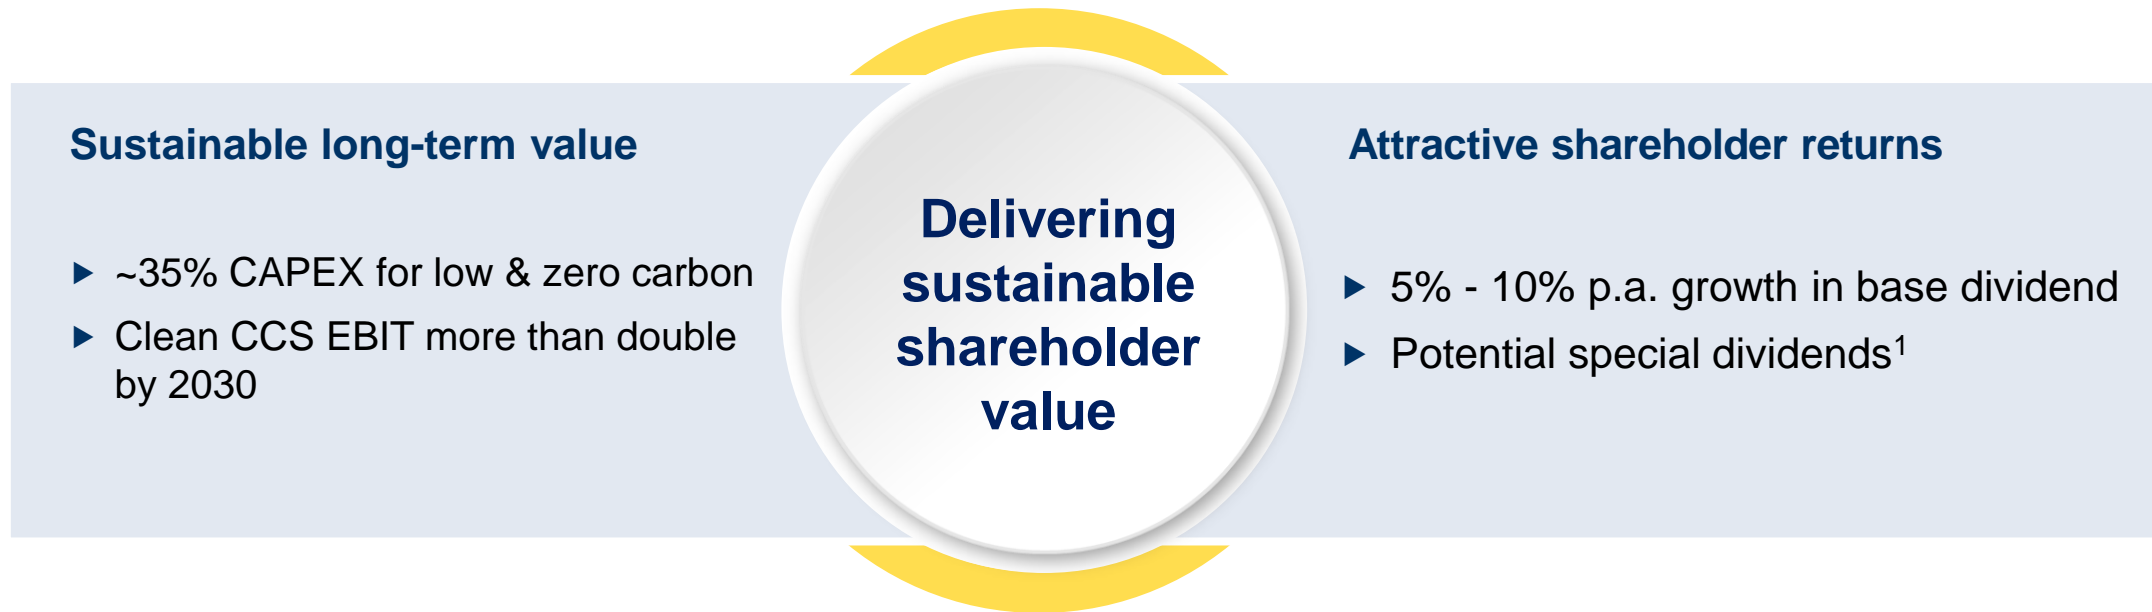 Sustainable long-term value
~35% CAPEX for low & zero carbon
Clean CCS EBIT more than double
by 2030
Delivering
sustainable
shareholder
value
Attractive shareholder returns
5% - 10% p.a. growth in base dividend
Potential special dividends¹